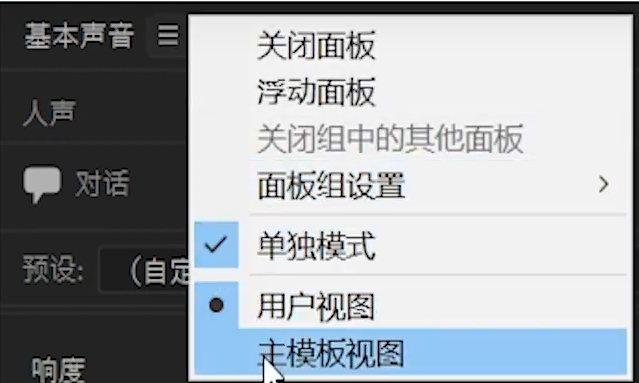 基本声音
关闭面板
浮动面板
关闭组中的其他面板
面板组设置
单独模式
用户视图
主模板视图
人声
对话
预设: （自定
响度